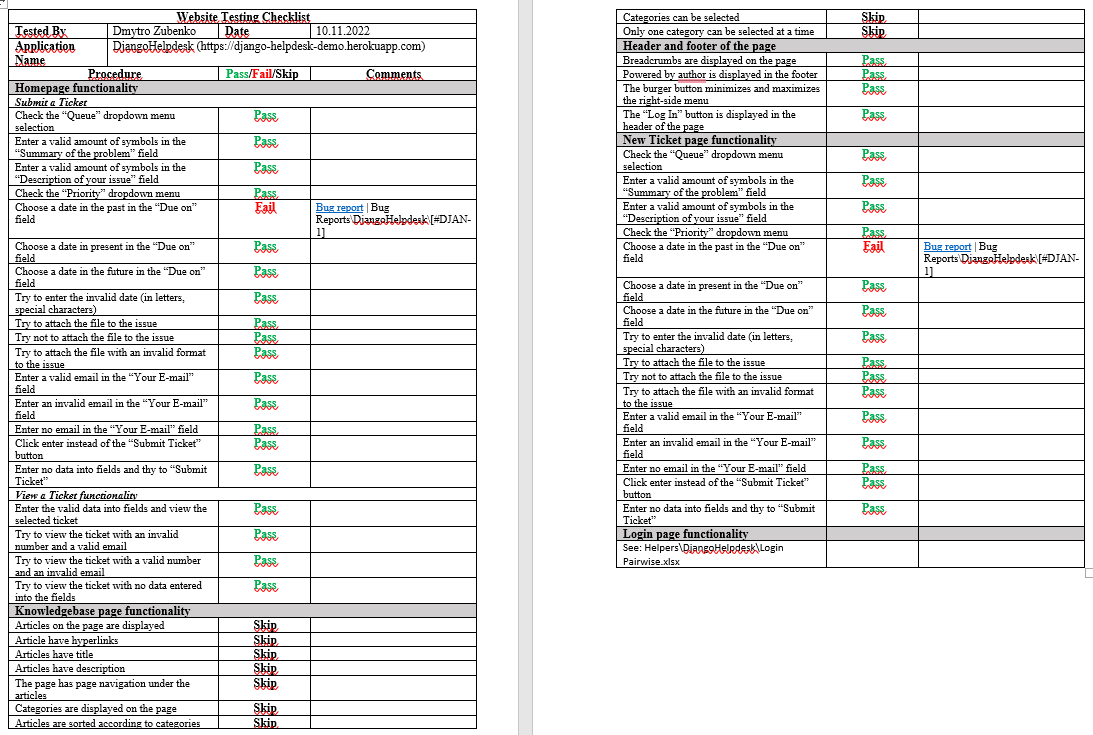 Website Testing Checklist
Tested By Dmytro Zubenko Date 10.11.2022
Application DjangoHelpdesk (https://django-helpdesk-demo.herokuapp.com)
Name
Procedure Pass/Fail/Skip Comments
Homepage functionality
Submit a Ticket
Check the “Queue” dropdown menu Pass
selection
Enter a valid amount of symbols in the Pass
“Summary of the problem” field
Enter a valid amount of symbols in the Pass
“Description of your issue” field
Check the “Priority” dropdown menu Pass
Choose a date in the past in the “Due on” Fail Bug report | Bug
field Reports\DjangoHelpdesk\[#DJAN-
1]
Choose a date in present in the “Due on” Pass
field
Choose a date in the future in the “Due on” Pass
field
Try to enter the invalid date (in letters, Pass
special characters)
Try to attach the file to the issue Pass
Try not to attach the file to the issue Pass
Try to attach the file with an invalid format Pass
to the issue
Enter a valid email in the “Your E-mail” Pass
field
Enter an invalid email in the “Your E-mail” Pass
field
Enter no email in the “Your E-mail” field Pass
Click enter instead of the “Submit Ticket” Pass
button
Enter no data into fields and thy to “Submit Pass
Ticket”
View a Ticket functionality
Enter the valid data into fields and view the Pass
selected ticket
Try to view the ticket with an invalid Pass
number and a valid email
Try to view the ticket with a valid number Pass
and an invalid email
Try to view the ticket with no data entered Pass
into the fields
Knowledgebase page functionality
Articles on the page are displayed Skip
Article have hyperlinks Skip
Articles have title Skip
Articles have description Skip
The page has page navigation under the Skip
articles
Categories are displayed on the page Skip
Articles are sorted according to categories Skip
Categories can be selected Skip
Only one category can be selected at a time Skip
Header and footer of the page
Breadcrumbs are displayed on the page Pass
Powered by author is displayed in the footer Pass
The burger button minimizes and maximizes Pass
the right-side menu
The “Log In” button is displayed in the Pass
header of the page
New Ticket page functionality
Check the “Queue” dropdown menu Pass
selection
Enter a valid amount of symbols in the Pass
“Summary of the problem” field
Enter a valid amount of symbols in the Pass
“Description of your issue” field
Check the “Priority” dropdown menu Pass
Choose a date in the past in the “Due on” Fail Bug report | Bug
field Reports\DjangoHelpdesk\[#DJAN-
1]
Choose a date in present in the “Due on” Pass
field
Choose a date in the future in the “Due on” Pass
field
Try to enter the invalid date (in letters, Pass
special characters)
Try to attach the file to the issue Pass
Try not to attach the file to the issue Pass
Try to attach the file with an invalid format Pass
to the issue
Enter a valid email in the “Your E-mail” Pass
field
Enter an invalid email in the “Your E-mail” Pass
field
Enter no email in the “Your E-mail” field Pass
Click enter instead of the “Submit Ticket” Pass
button
Enter no data into fields and thy to “Submit Pass
Ticket”
Login page functionality
See: Helpers\DjangoHelpdesk\Login
Pairwise.xlsx